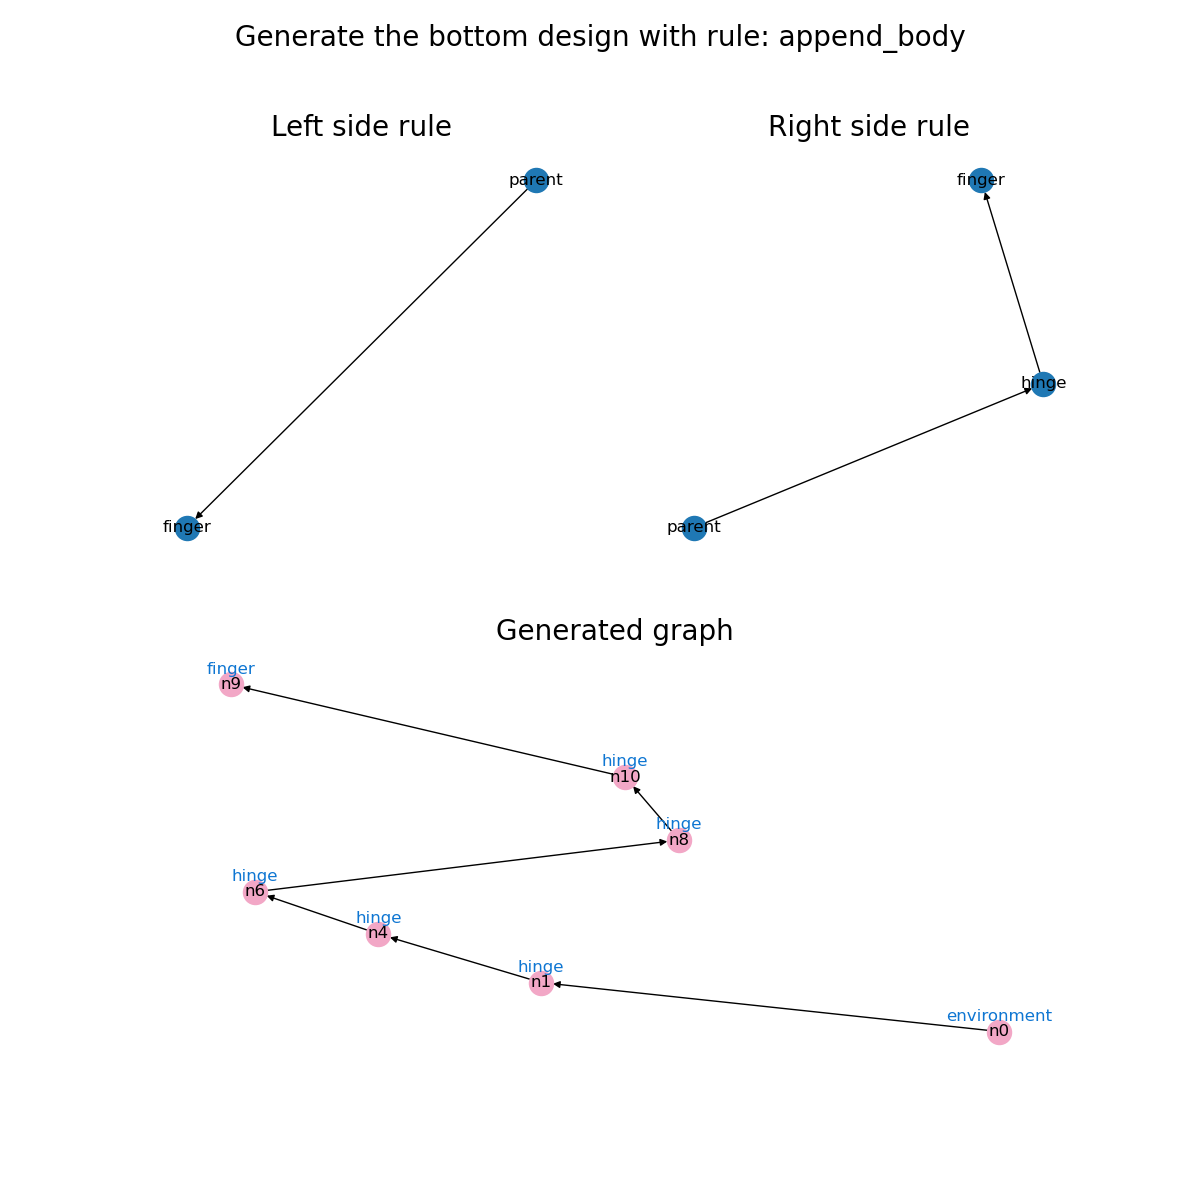 Generate the bottom design with rule: append_body
Left side rule
Right side rule
parent
finger
finger
hinge
parent
Generated graph
finger
n9
hinge
n10
hinge
n8
hinge
n6
hinge
n4
hinge
n1
environment
n0